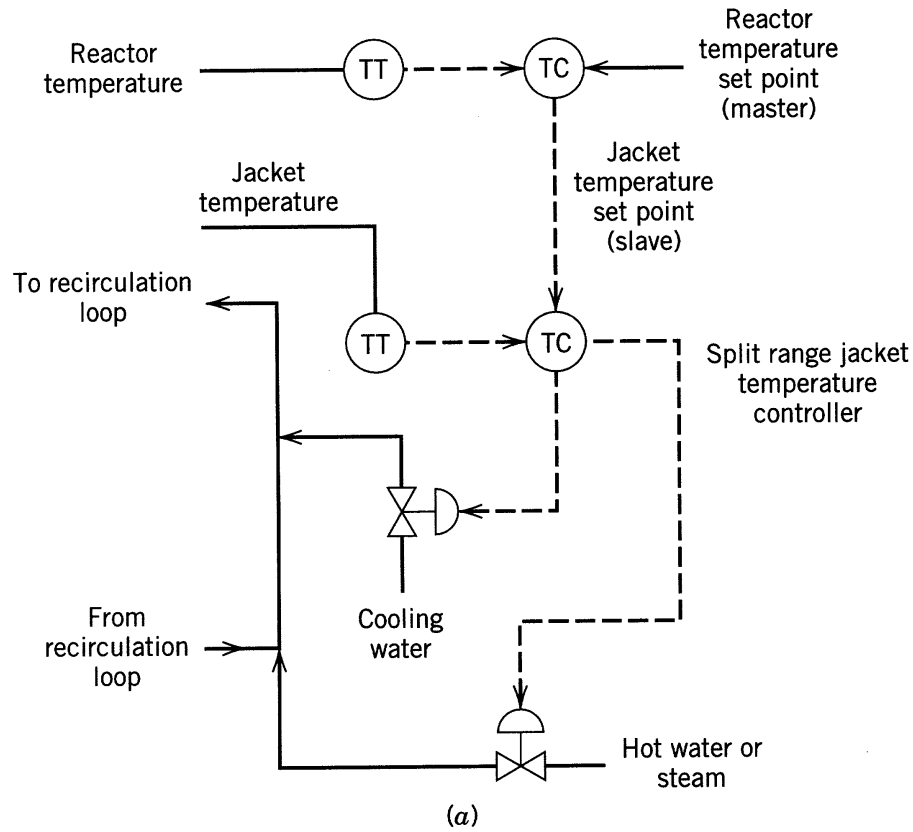 Reactor
temperature
TT
TC
Reactor
temperature
set point
(master)
Jacket
temperature
Jacket
temperature
set point
(slave)
To recirculation
loop
TT
TC
Split range jacket
temperature
controller
From
recirculation
loop
Cooling
water
Hot water or
steam
(a)